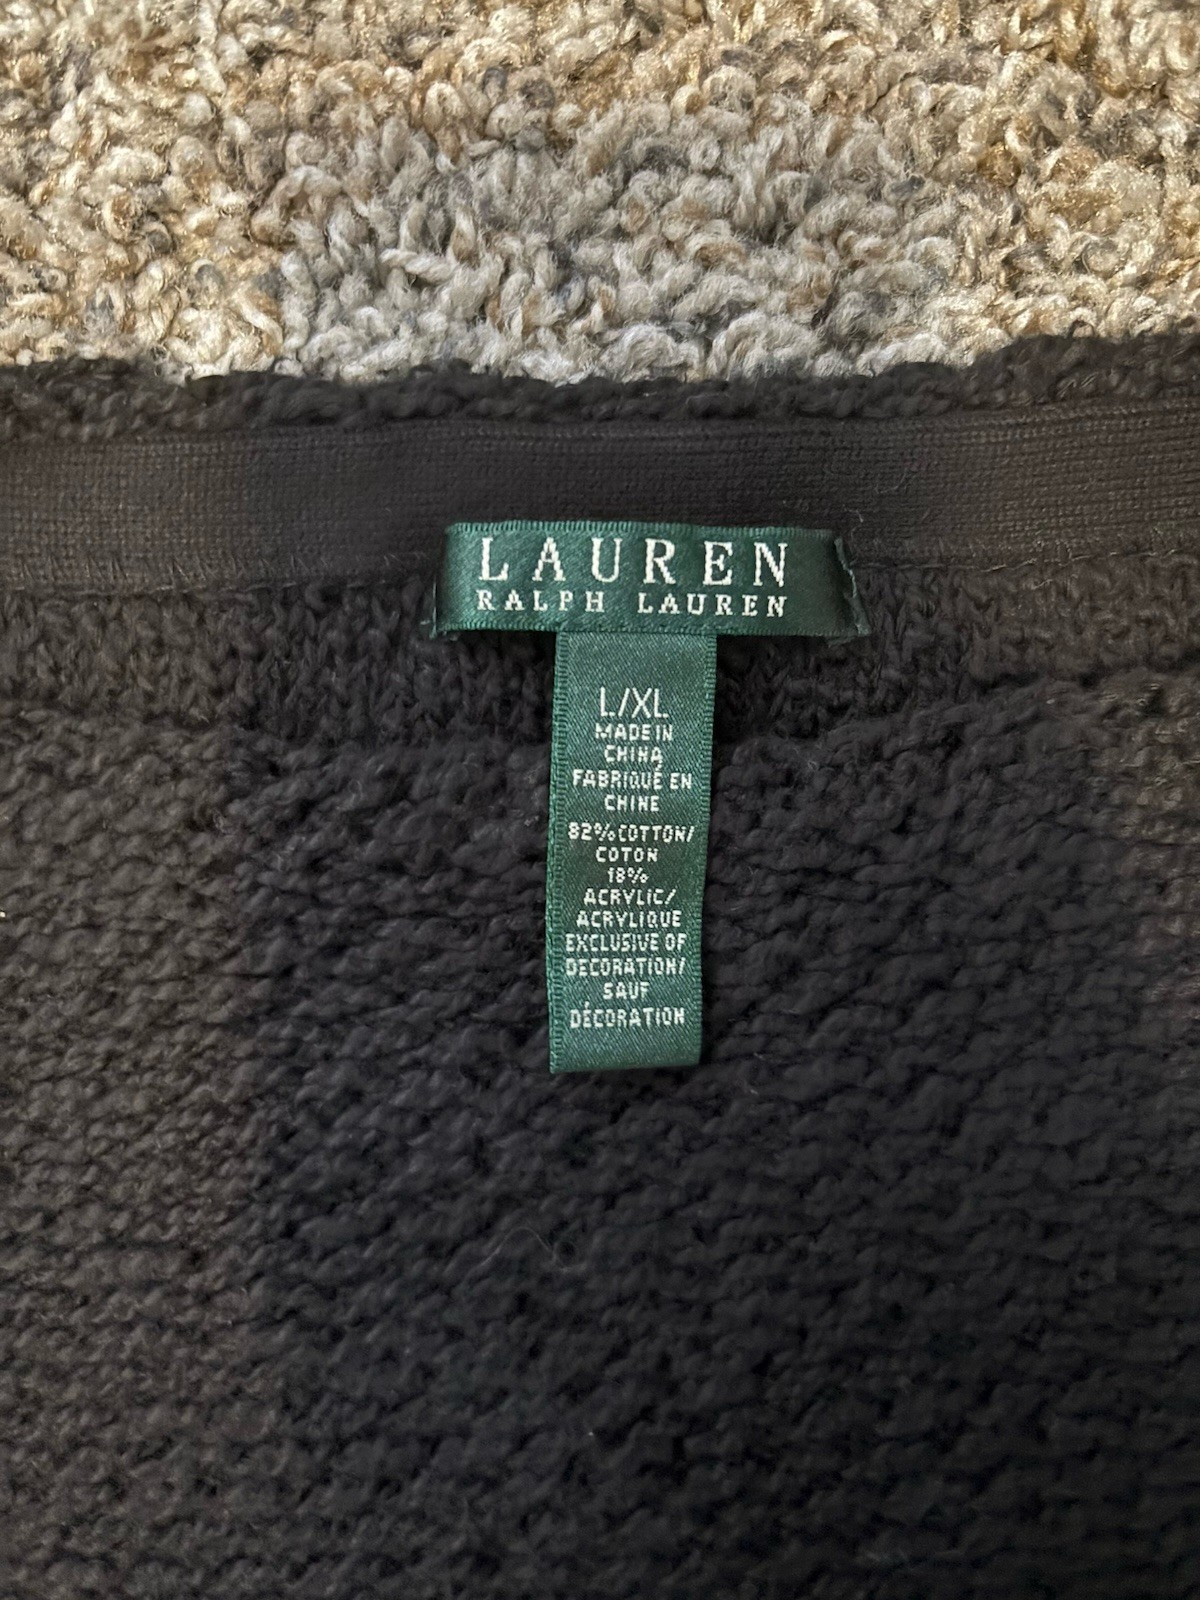 LAUREN
RALPH LAUREN
L/XL
MADE IN
CHINA
FABRIQUÉ EN
CHINE
82% COTTON/
COTON
18%
ACRYLIC/
ACRYLIQUE
EXCLUSIVE OF
DECORATION/
SAUF
DÉCORATION